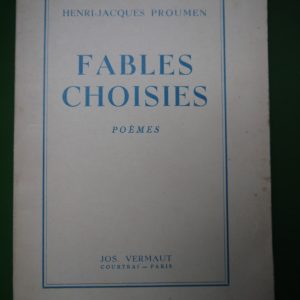 HENRI-JACQUES PROUMEN
FABLES
CHOISIES
POÈMES
JOS. VERMAUT
COURTRAI — PARIS